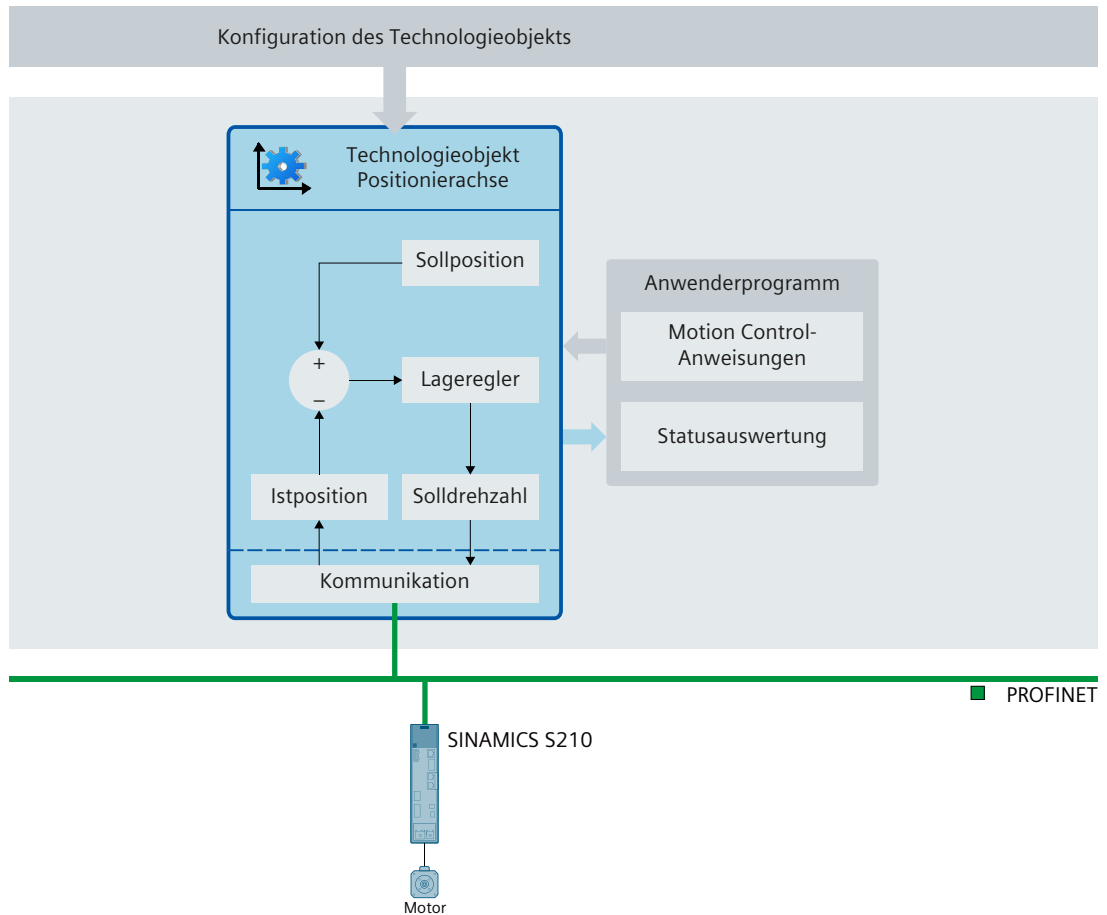 Konfiguration des Technologieobjekts
Technologieobjekt
Positionierachse
Sollposition
Anwenderprogramm
Motion Control-
Anweisungen
+
Lageregler
–
Statusauswertung
Istposition
Solldrehzahl
Kommunikation
PROFINET
SINAMICS S210
Motor